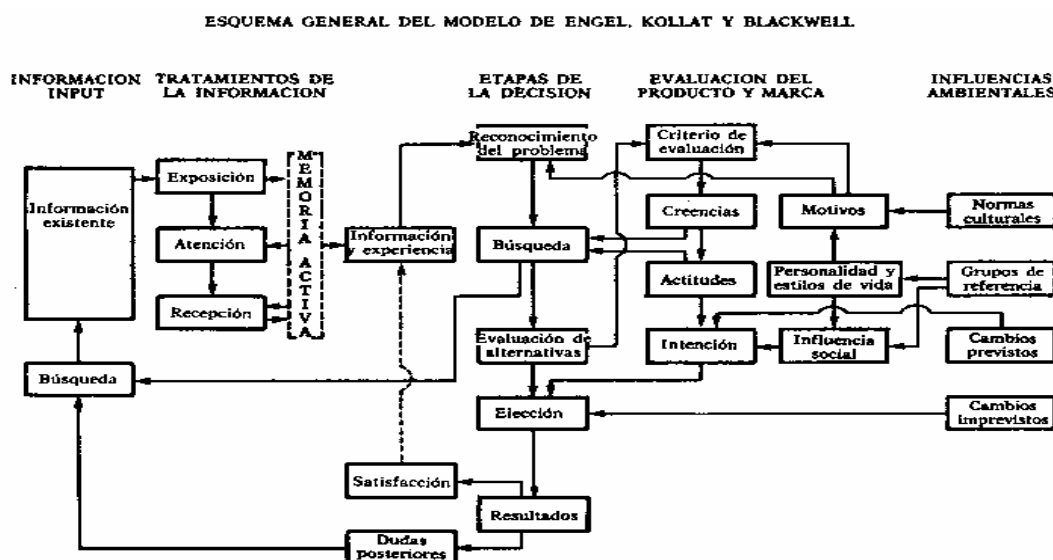 ESQUEMA GENERAL DEL MODELO DE ENGEL, KOLLAT Y BLACKWELL
INFORMACION
INPUT
TRATAMIENTOS DE
LA INFORMACION
ETAPAS DE
LA DECISION
EVALUACION DEL
PRODUCTO Y MARCA
INFLUENCIAS
AMBIENTALES
Información
existente
Búsqueda
Exposición
Atención
Recepción
MEMORIA ACTIVA
Información
y experiencia
Satisfacción
Dudas
posteriores
Reconocimiento
del problema
Búsqueda
Evaluación de
alternativas
Elección
Resultados
Criterio de
evaluación
Creencias
Actitudes
Intención
Motivos
Personalidad y
estilos de vida
Influencia
social
Normas
culturales
Grupos de
referencia
Cambios
previstos
Cambios
imprevistos